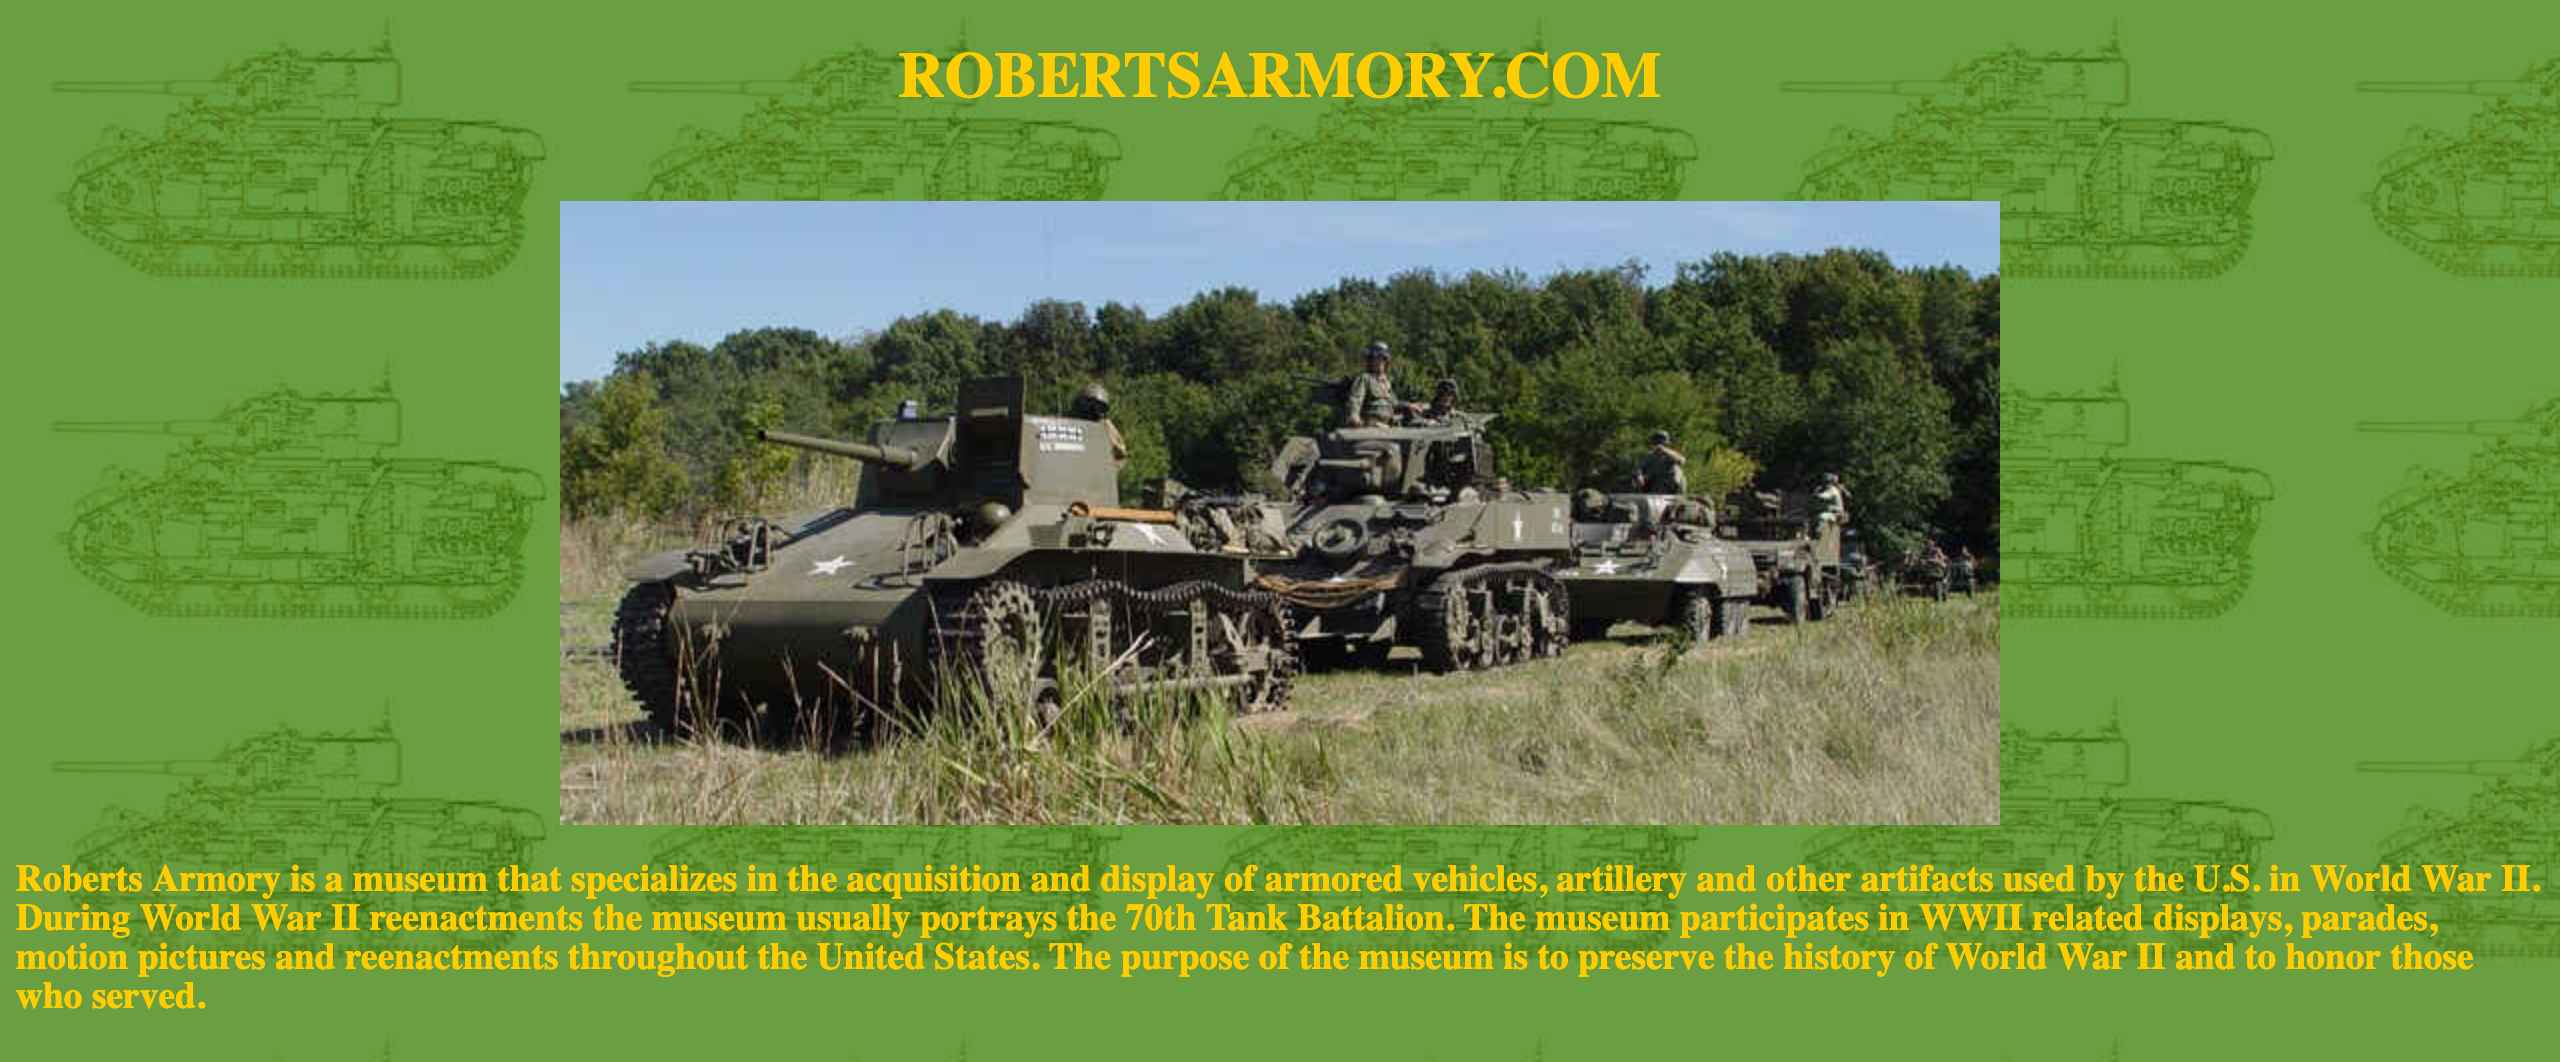 ROBERTSARMORY.COM
Roberts Armory is a museum that specializes in the acquisition and display of armored vehicles, artillery and other artifacts used by the U.S. in World War II.
During World War II reenactments the museum usually portrays the 70th Tank Battalion. The museum participates in WWII related displays, parades,
motion pictures and reenactments throughout the United States. The purpose of the museum is to preserve the history of World War II and to honor those
who served.